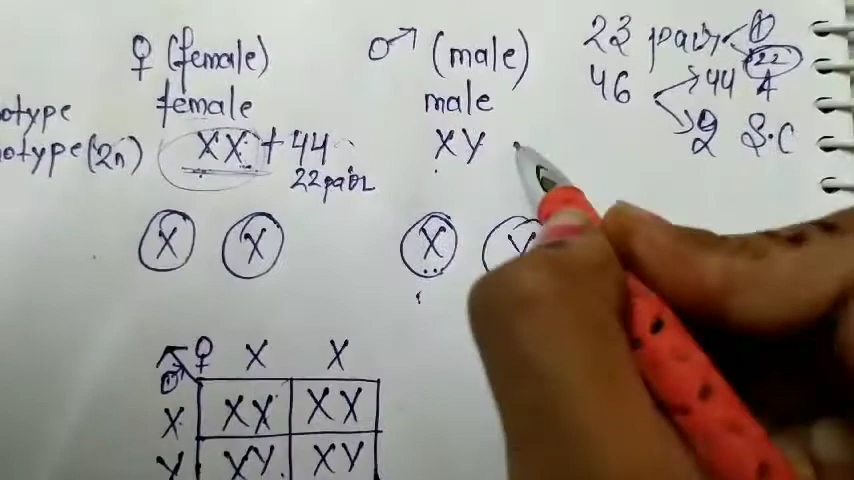 ♀ (female) ♂ (male) 23 pair 1
22
otype female male 46 44 A
otype (2n) XX + 44 XY 2 S.C
22 pair
X X X Y
♀ X X
♂
X XX XX
Y XY XY